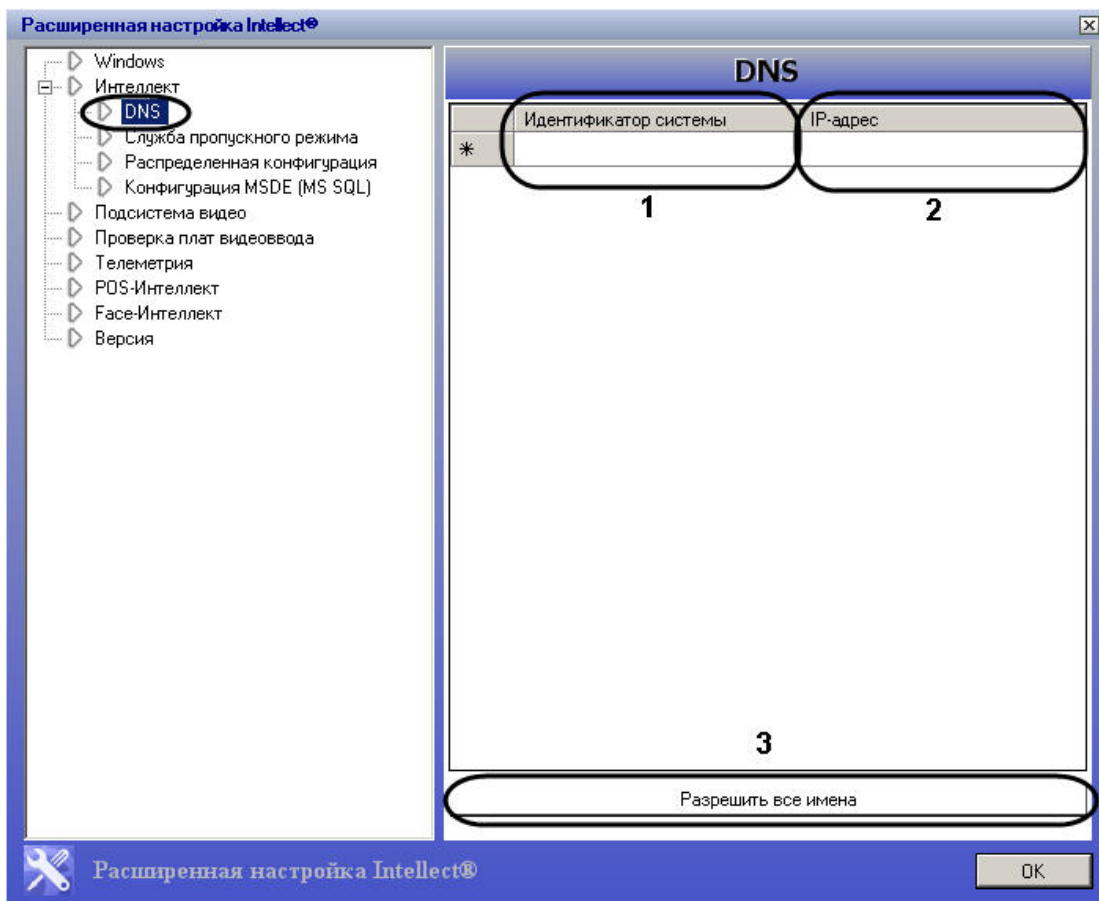 Расширенная настройка Intellect®
Windows
Интеллект
DNS
Служба пропускного режима
Распределенная конфигурация
Конфигурация MSDE (MS SQL)
Подсистема видео
Проверка плат видеоввода
Телеметрия
POS-Интеллект
Face-Интеллект
Версия
DNS
Идентификатор системы IP-адрес
*
1 2
3
Разрешить все имена
Расширенная настройка Intellect®
OK